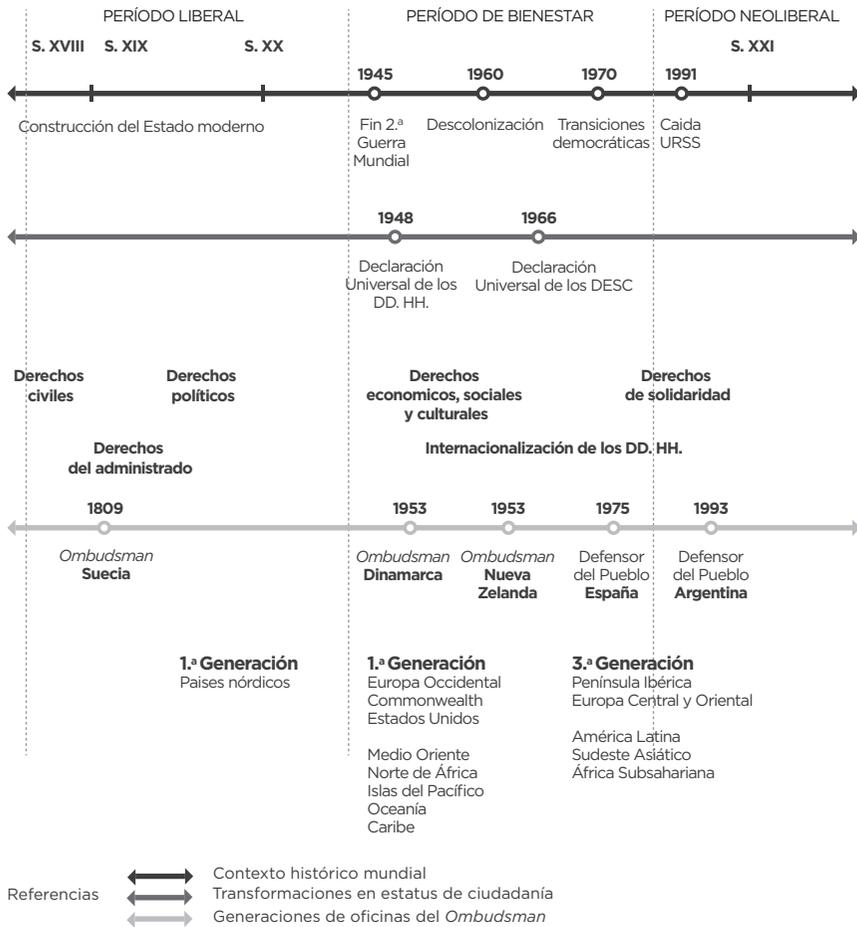 PERÍODO LIBERAL
PERÍODO DE BIENESTAR
PERÍODO NEOLIBERAL
S. XVIII
S. XIX
S. XX
S. XXI
1945
1960
1970
1991
Construcción del Estado moderno
Fin 2.ª
Guerra
Mundial
Descolonización
Transiciones
democráticas
Caida
URSS
1948
1966
Declaración
Universal de los
DD. HH.
Declaración
Universal de los DESC
Derechos
civiles
Derechos
políticos
Derechos
economicos, sociales
y culturales
Derechos
de solidaridad
Derechos
del administrado
Internacionalización de los DD. HH.
1809
1953
1953
1975
1993
Ombudsman
Suecia
Ombudsman
Dinamarca
Ombudsman
Nueva
Zelanda
Defensor
del Pueblo
España
Defensor
del Pueblo
Argentina
1.ª Generación
Paises nórdicos
1.ª Generación
Europa Occidental
Commonwealth
Estados Unidos
Medio Oriente
Norte de África
Islas del Pacífico
Oceanía
Caribe
3.ª Generación
Península Ibérica
Europa Central y Oriental
América Latina
Sudeste Asiático
África Subsahariana
Referencias
Contexto histórico mundial
Transformaciones en estatus de ciudadanía
Generaciones de oficinas del Ombudsman